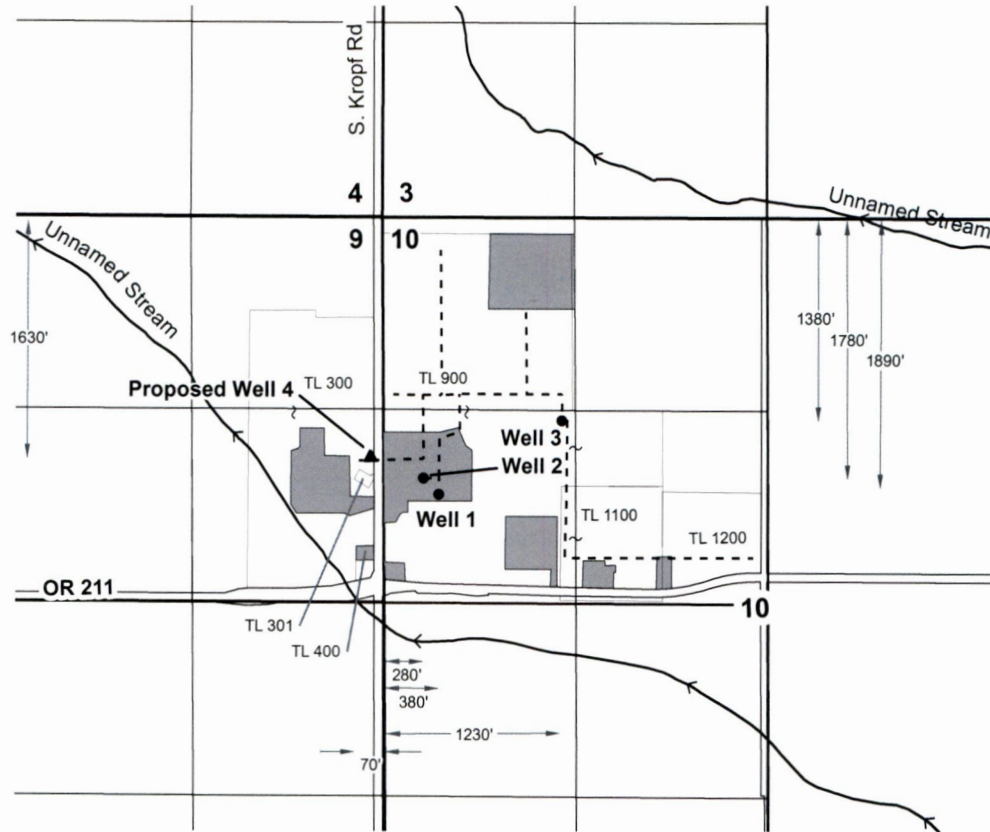 S. Kropf Rd
4 3
9 10
Unnamed Stream
Unnamed Stream
1630'
1380'
1780'
1890'
Proposed Well 4
TL 300
TL 900
Well 3
Well 2
Well 1
TL 1100
TL 1200
OR 211
10
TL 301
TL 400
280'
380'
1230'
70'